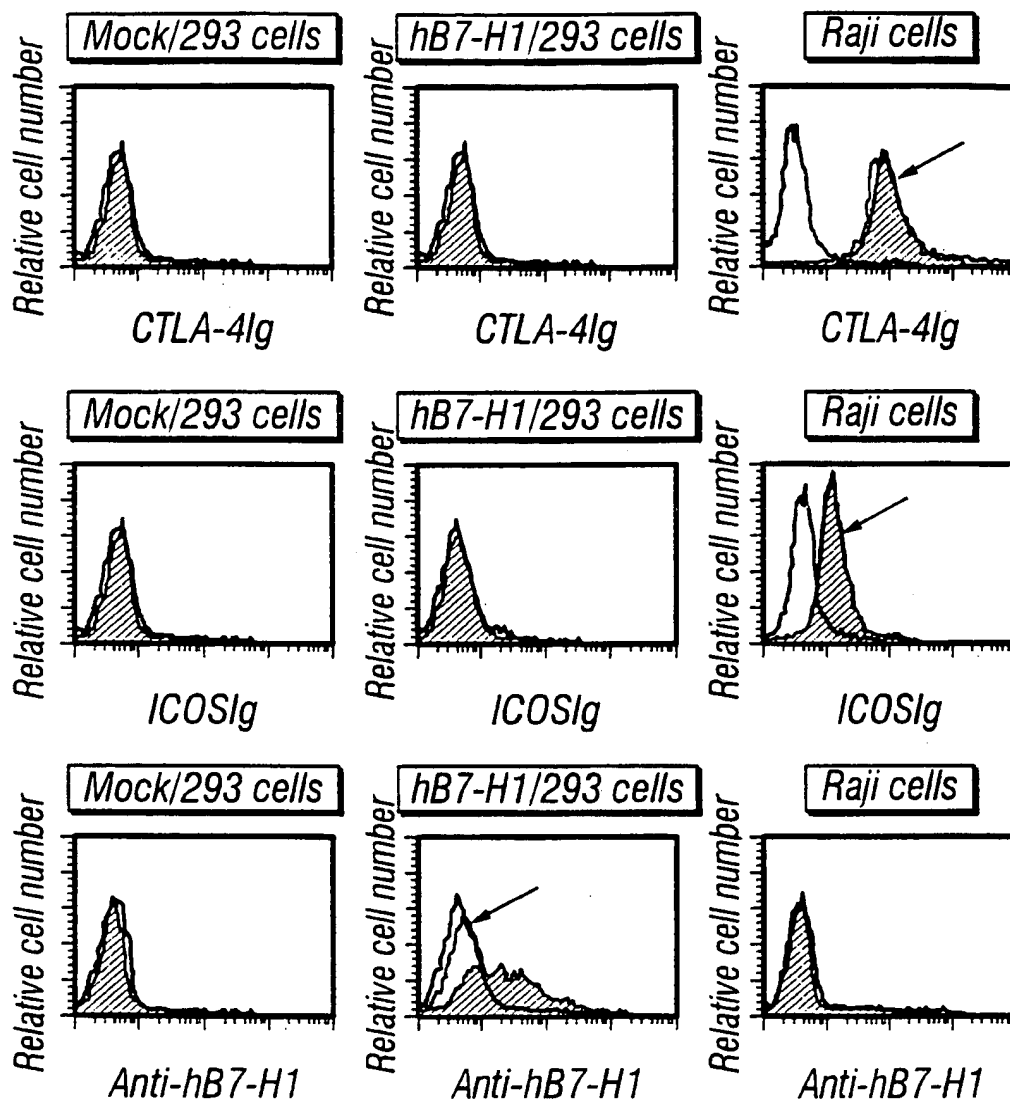 Mock/293 cells
hB7-H1/293 cells
Raji cells
Relative cell number
Relative cell number
Relative cell number
CTLA-4Ig
CTLA-4Ig
CTLA-4Ig
Mock/293 cells
hB7-H1/293 cells
Raji cells
Relative cell number
Relative cell number
Relative cell number
ICOSIg
ICOSIg
ICOSIg
Mock/293 cells
hB7-H1/293 cells
Raji cells
Relative cell number
Relative cell number
Relative cell number
Anti-hB7-H1
Anti-hB7-H1
Anti-hB7-H1